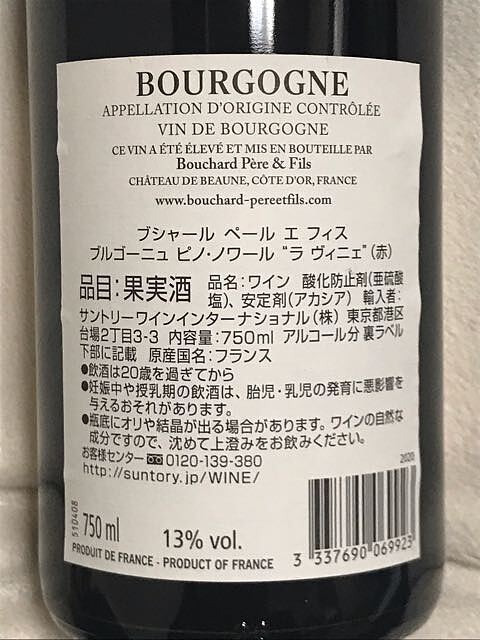 BOURGOGNE
APPELLATION D'ORIGINE CONTRÔLÉE
VIN DE BOURGOGNE
CE VIN A ÉTÉ ÉLEVÉ ET MIS EN BOUTEILLE PAR
Bouchard Père & Fils
CHÂTEAU DE BEAUNE, CÔTE D'OR, FRANCE
www.bouchard-pereetfils.com
ブシャール ペール エ フィス
ブルゴーニュ ピノ・ノワール “ラ ヴィニェ”(赤)
品目:果実酒 品名:ワイン 酸化防止剤(亜硫酸
塩)、安定剤(アカシア) 輸入者:
サントリーワインインターナショナル(株) 東京都港区
台場2丁目3-3 内容量:750ml アルコール分 裏ラベル
下部に記載 原産国名:フランス
●飲酒は20歳を過ぎてから
●妊娠中や授乳期の飲酒は、胎児・乳児の発育に悪影響を
与えるおそれがあります。
●瓶底にオリや結晶が出る場合があります。ワインの自然な
成分ですので、沈めて上澄みをお飲みください。
お客様センター 0120-139-380
http://suntory.jp/WINE/
2020
510408
750 ml 13% vol.
PRODUIT DE FRANCE - PRODUCT OF FRANCE
3 337690 069923